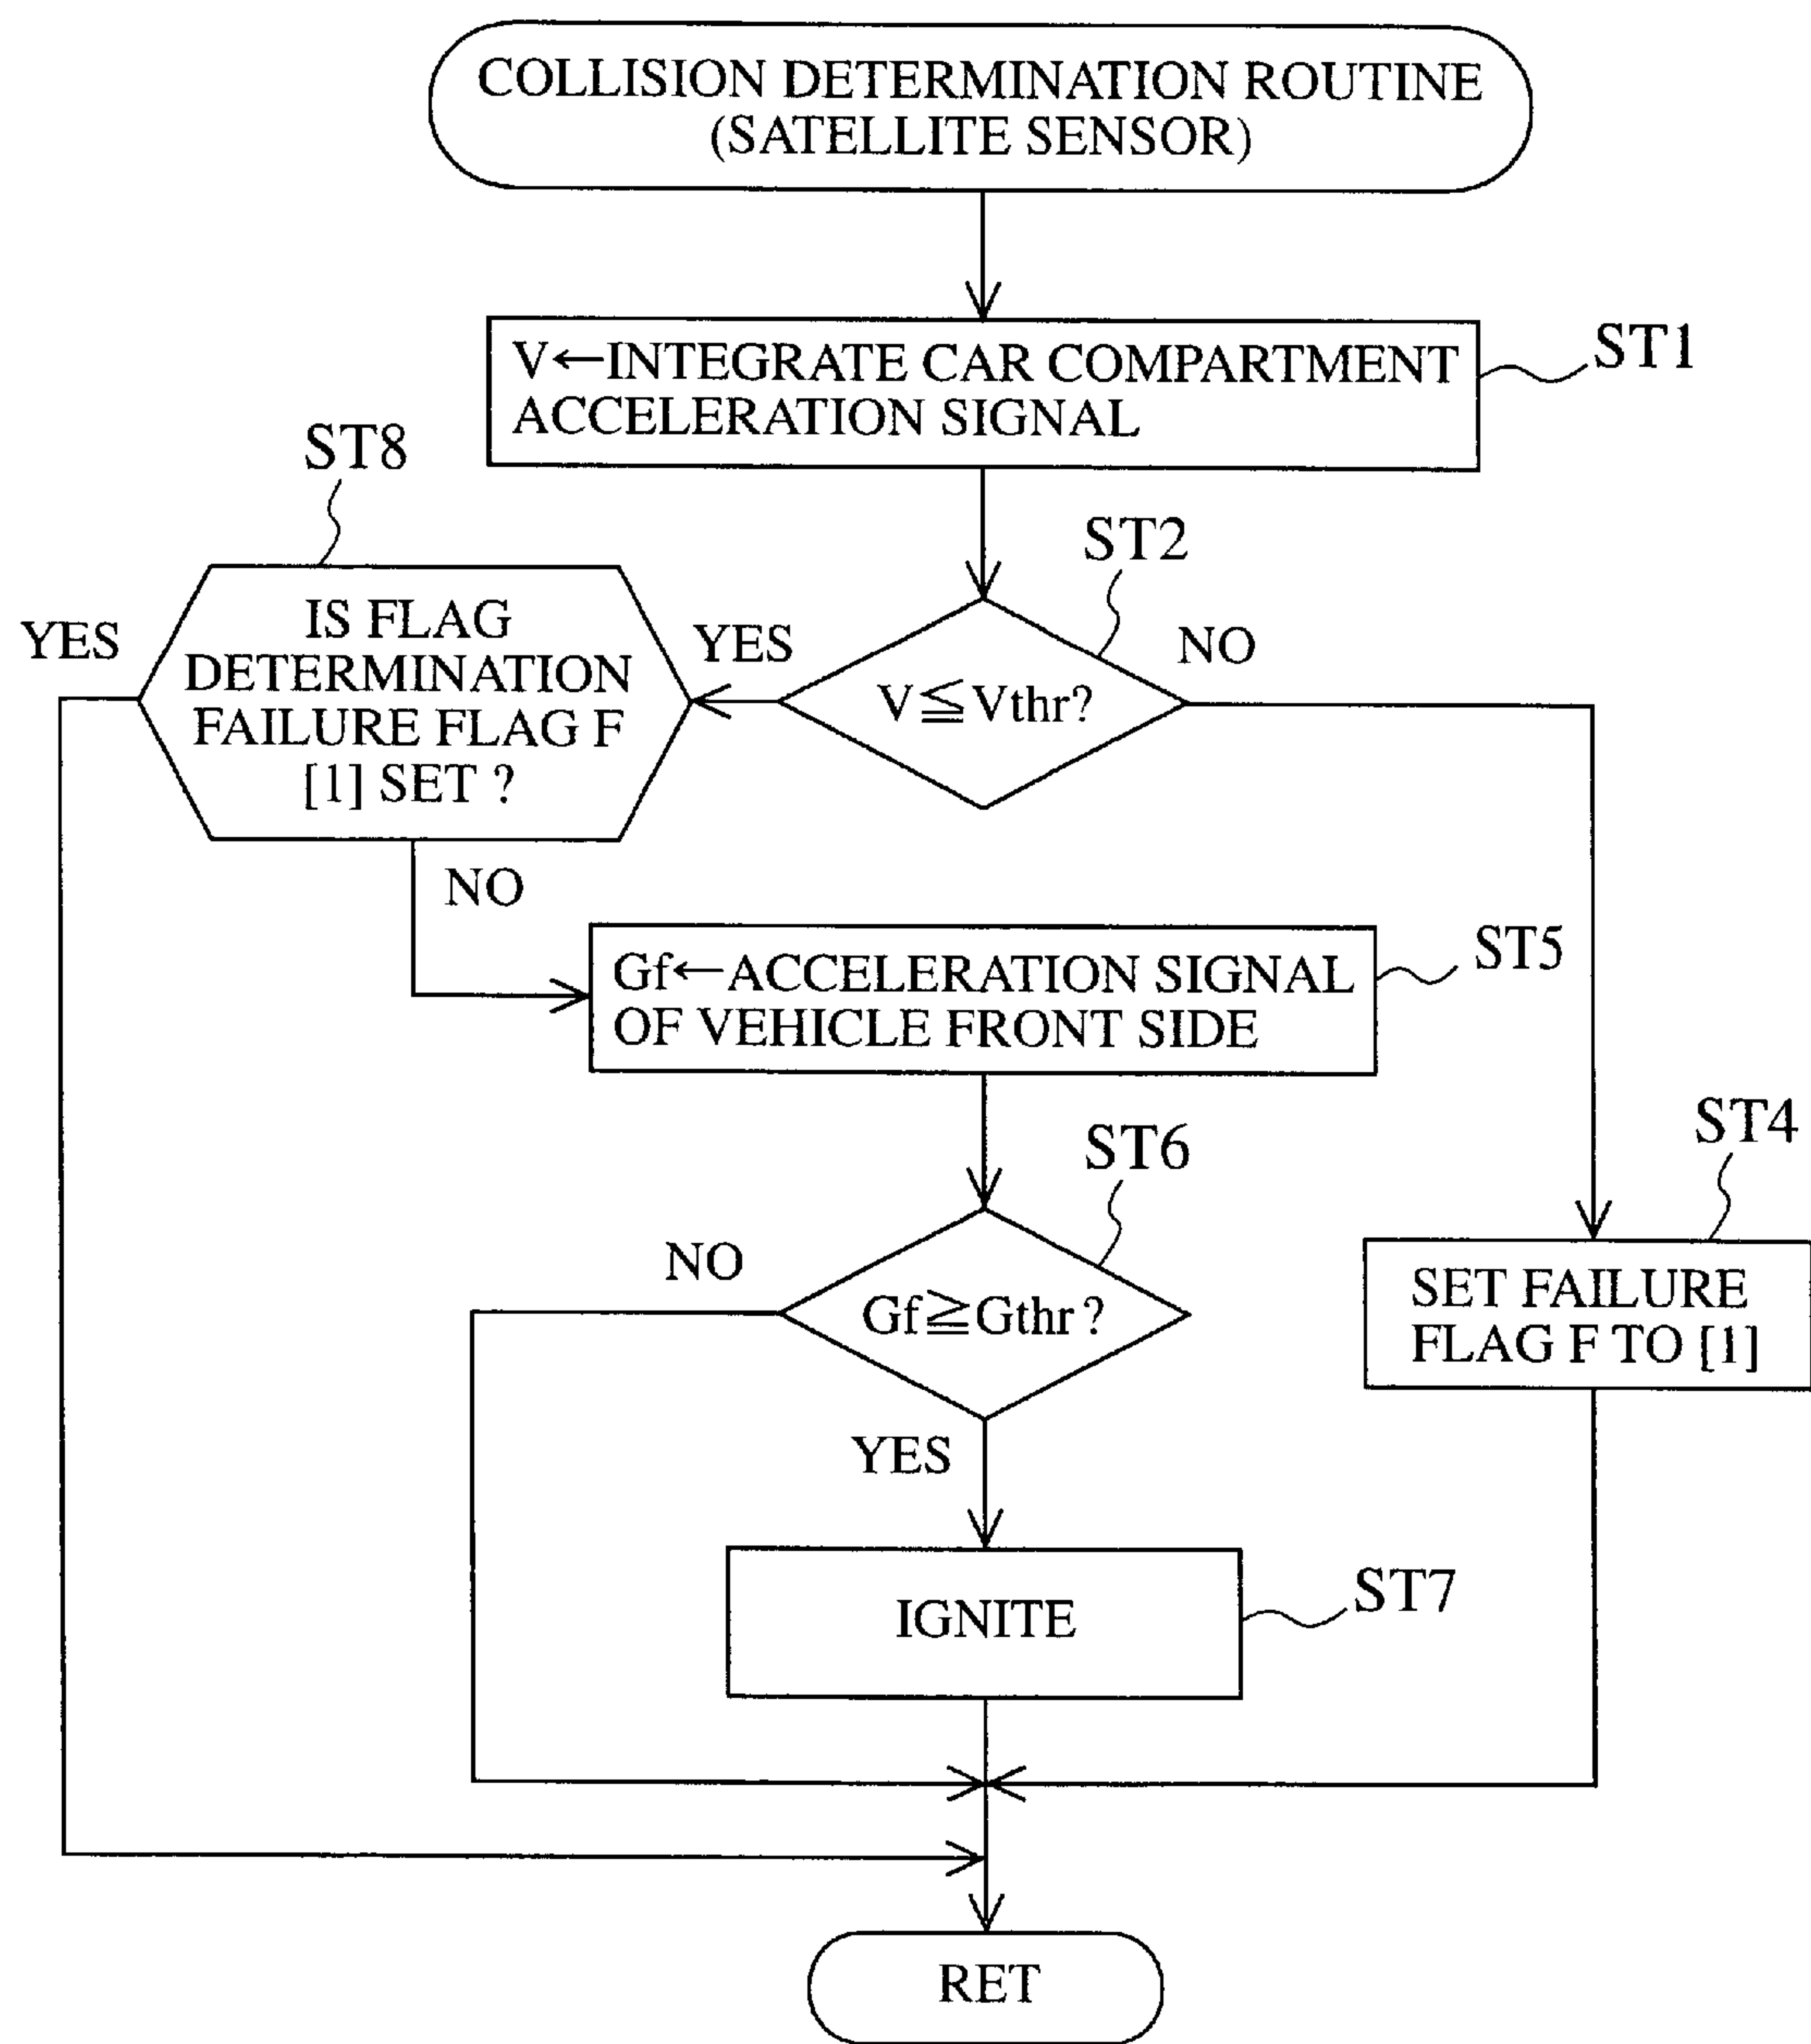 COLLISION DETERMINATION ROUTINE
(SATELLITE SENSOR)
V←INTEGRATE CAR COMPARTMENT
ACCELERATION SIGNAL
ST1
ST8
ST2
IS FLAG
DETERMINATION
FAILURE FLAG F
[1] SET ?
YES
YES
NO
V≦Vthr?
NO
Gf←ACCELERATION SIGNAL
OF VEHICLE FRONT SIDE
ST5
ST6
ST4
NO
Gf≧Gthr ?
SET FAILURE
FLAG F TO [1]
YES
IGNITE
ST7
RET